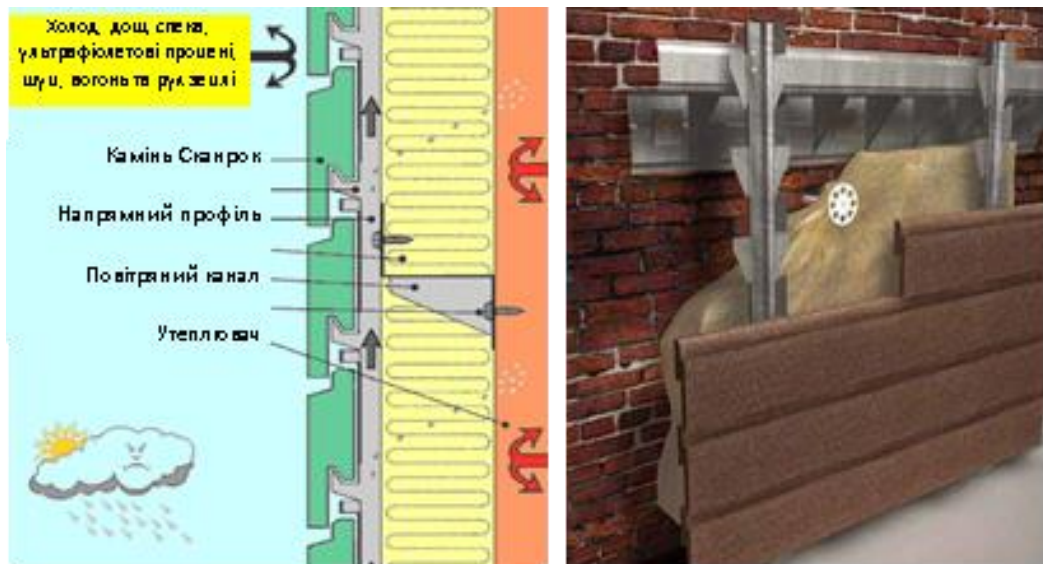 Холод, дощ, спека,
ультрафіолетові промені,
шум, вогонь та рух землі
Камінь Сканрок
Напрямний профіль
Повітряний канал
Утеплювач